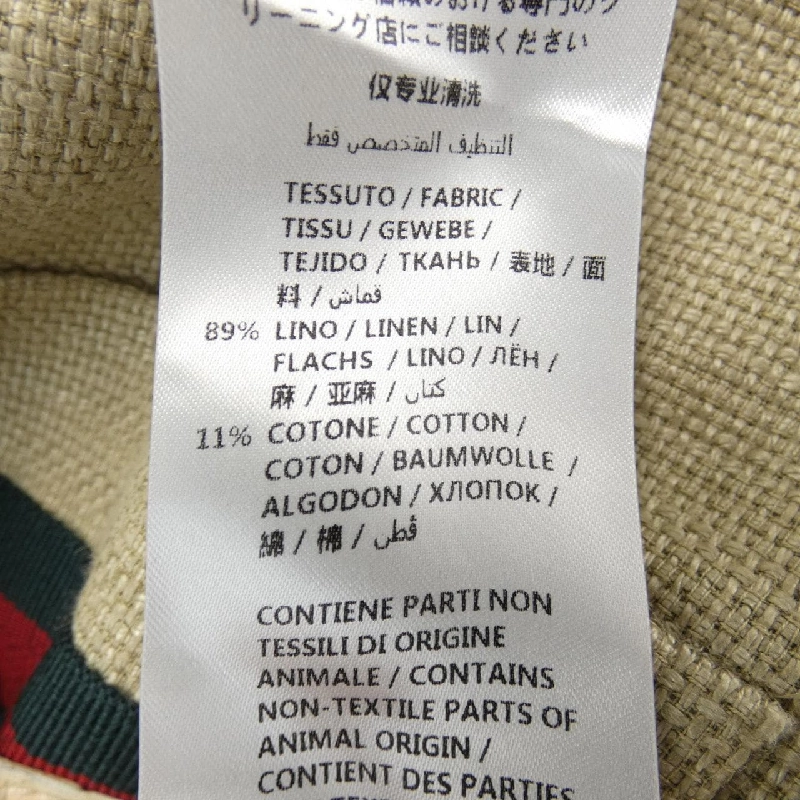 リーニング店にご相談ください
仅专业清洗
التنظيف المتخصص فقط
TESSUTO / FABRIC /
TISSU / GEWEBE /
TEJIDO / ТКАНЬ / 表地 / 面
料 / قماش
89% LINO / LINEN / LIN /
FLACHS / LINO / ЛЁН /
麻 / 亚麻 / كتان
11% COTONE / COTTON /
COTON / BAUMWOLLE /
ALGODON / ХЛОПОК /
綿 / 棉 / قطن
CONTIENE PARTI NON
TESSILI DI ORIGINE
ANIMALE / CONTAINS
NON-TEXTILE PARTS OF
ANIMAL ORIGIN /
CONTIENT DES PARTIES